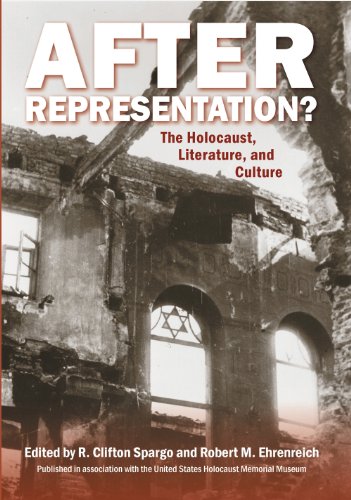 AFTER
REPRESENTATION?
The Holocaust,
Literature, and
Culture
Edited by R. Clifton Spargo and Robert M. Ehrenreich
Published in association with the United States Holocaust Memorial Museum